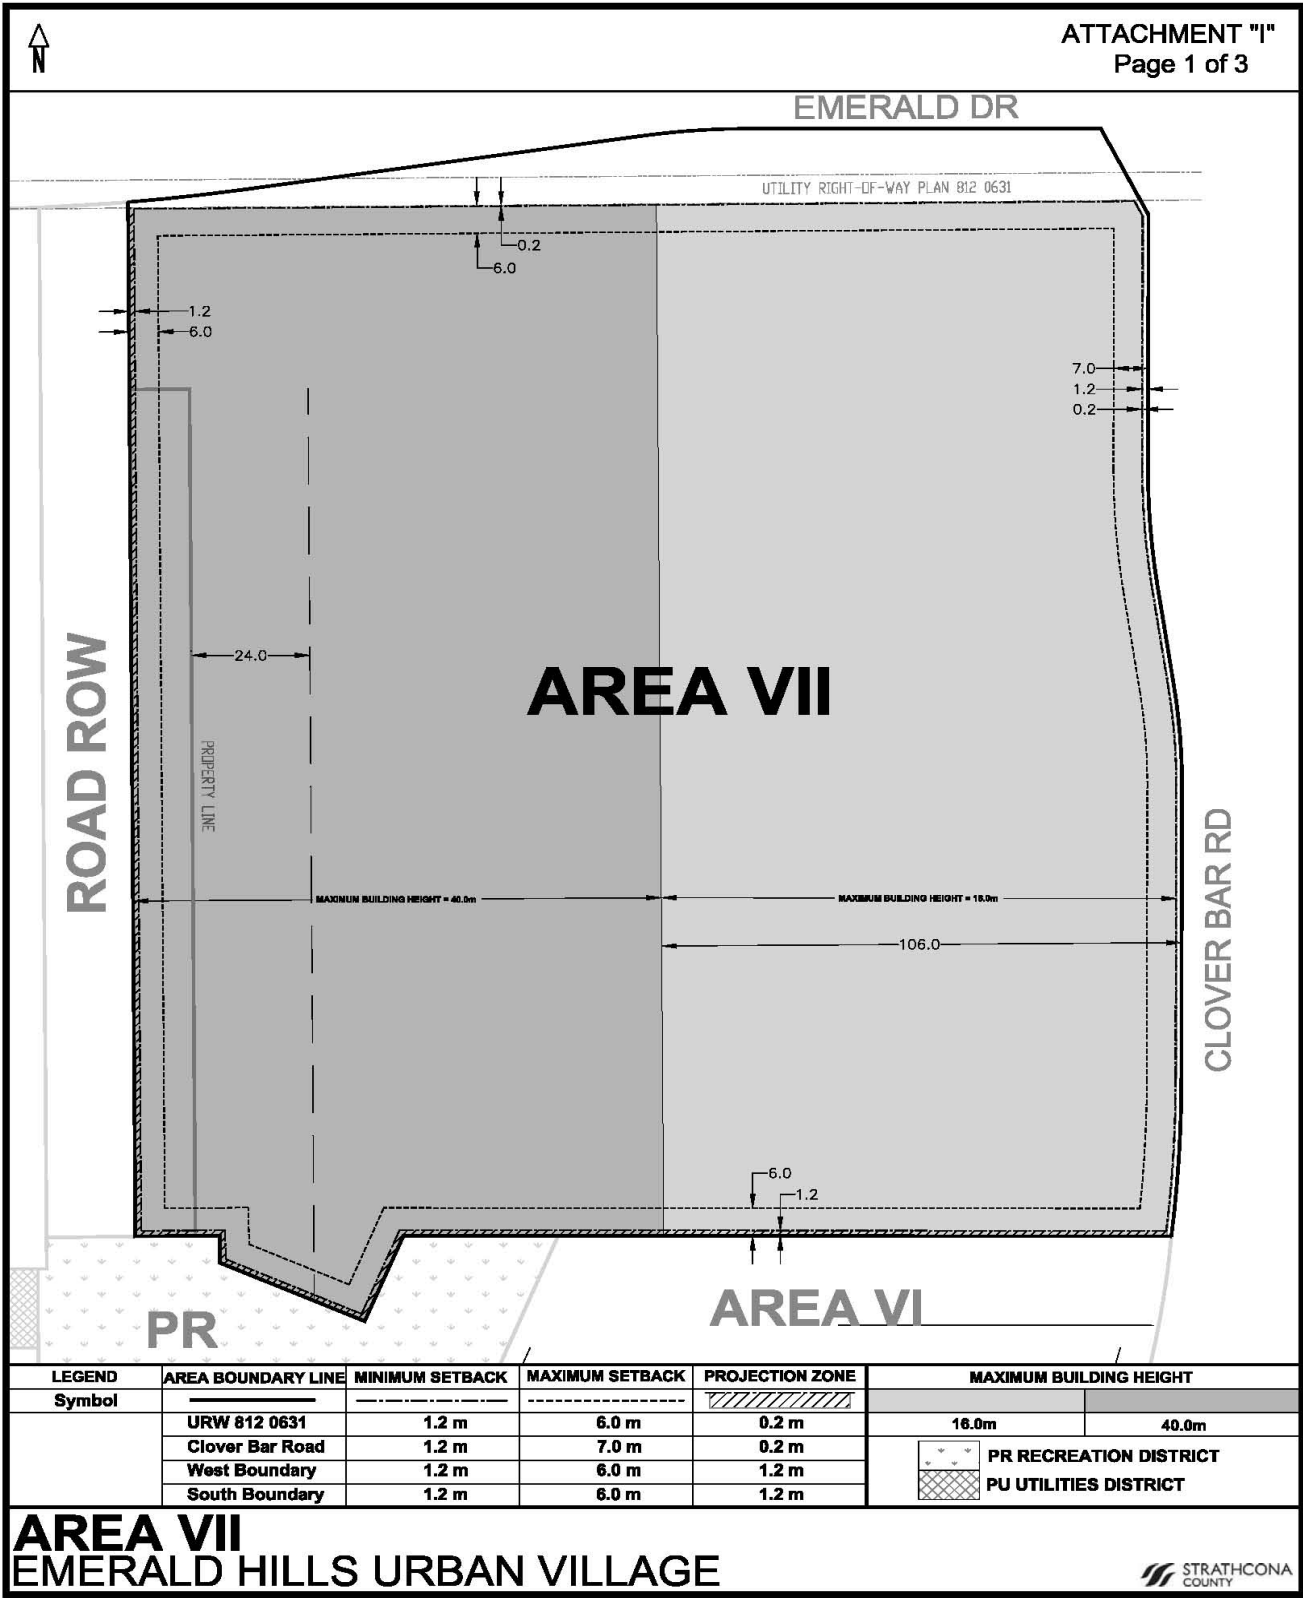 N
ATTACHMENT "I"
Page 1 of 3
EMERALD DR
UTILITY RIGHT-OF-WAY PLAN 812 0631
0.2
6.0
1.2
6.0
7.0
1.2
0.2
24.0
ROAD ROW
AREA VII
PROPERTY LINE
MAXIMUM BUILDING HEIGHT = 40.0m
MAXIMUM BUILDING HEIGHT = 16.0m
106.0
CLOVER BAR RD
6.0
1.2
PR
AREA VI
LEGEND AREA BOUNDARY LINE MINIMUM SETBACK MAXIMUM SETBACK PROJECTION ZONE MAXIMUM BUILDING HEIGHT
Symbol
URW 812 0631 1.2 m 6.0 m 0.2 m 16.0m 40.0m
Clover Bar Road 1.2 m 7.0 m 0.2 m
PR RECREATION DISTRICT
West Boundary 1.2 m 6.0 m 1.2 m
PU UTILITIES DISTRICT
South Boundary 1.2 m 6.0 m 1.2 m
AREA VII
EMERALD HILLS URBAN VILLAGE
STRATHCONA
COUNTY